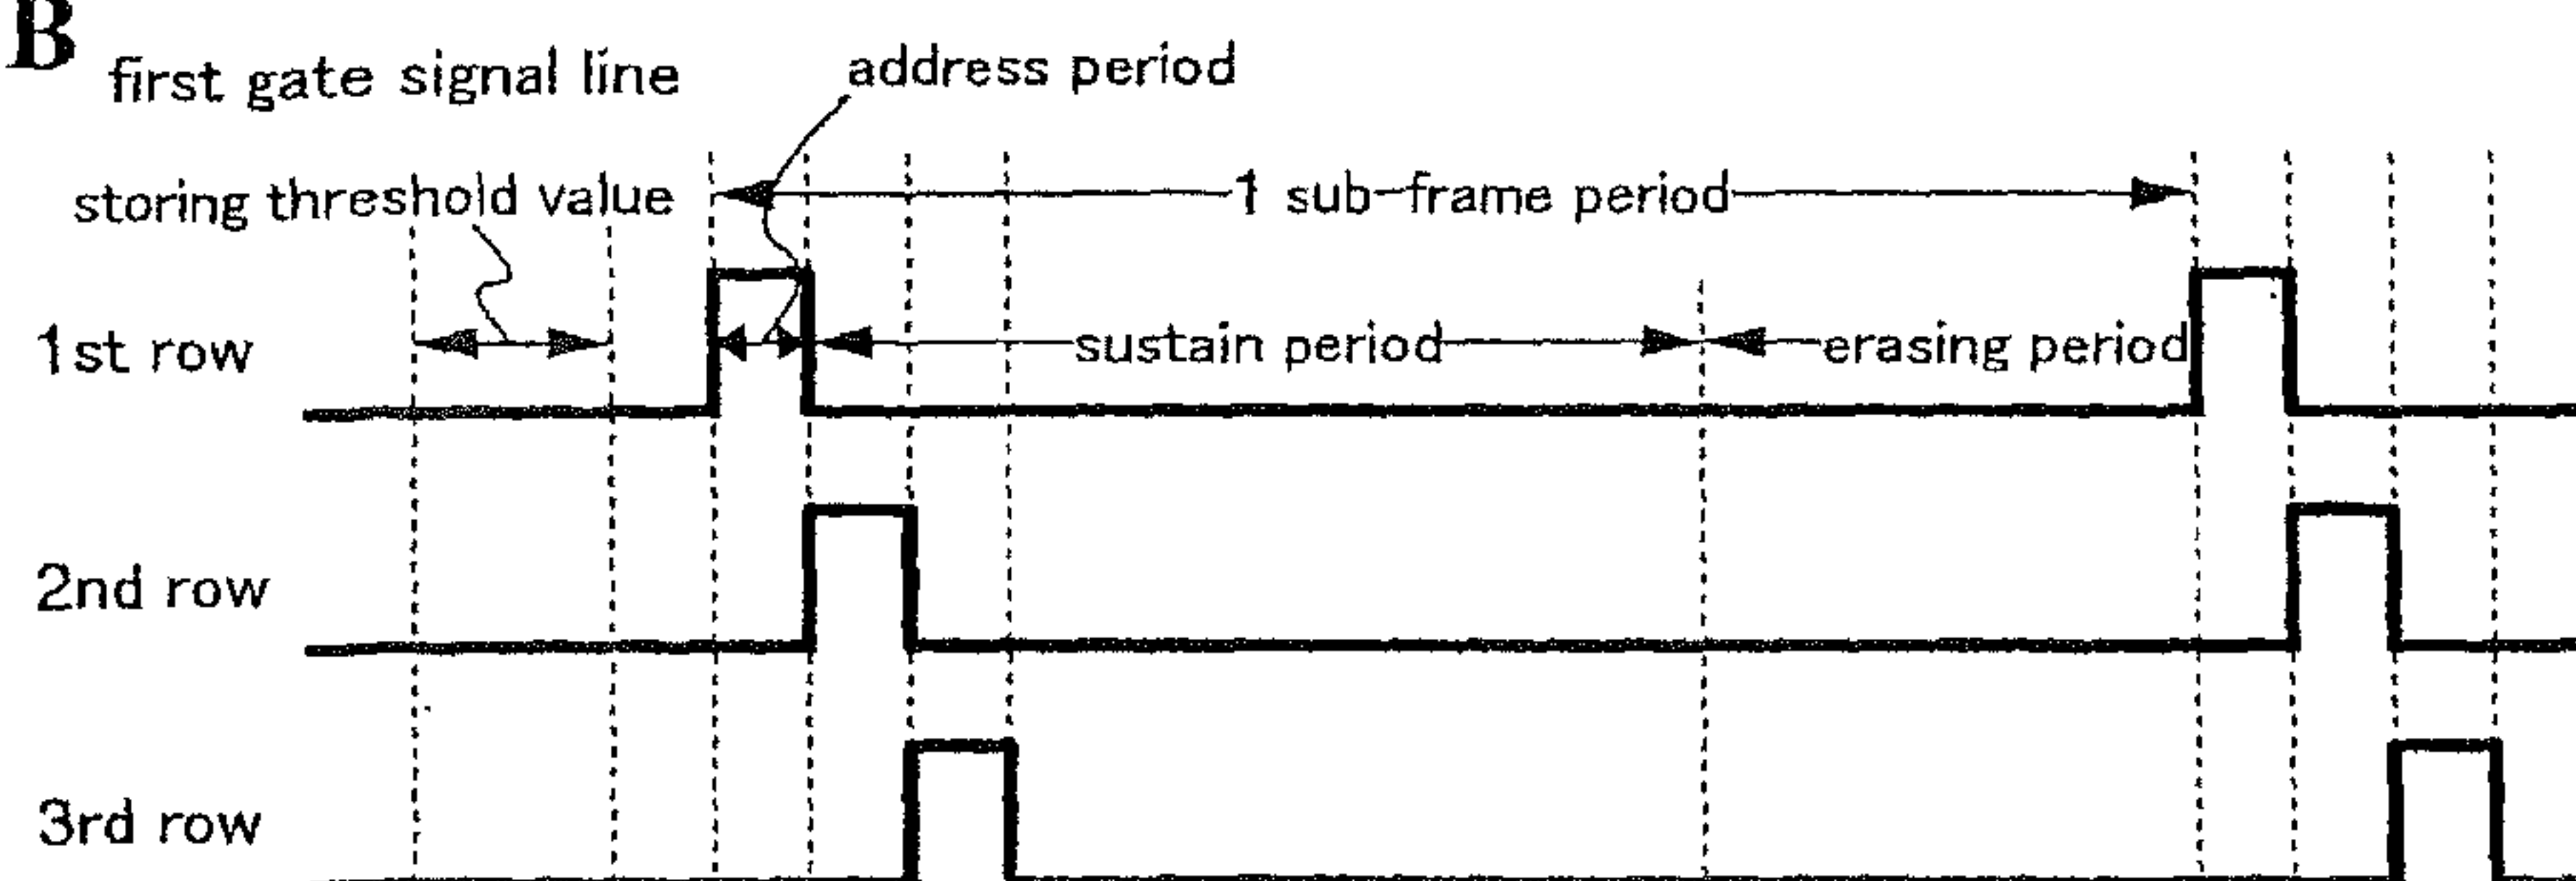 B
first gate signal line
address period
storing threshold value
1 sub-frame period
1st row
sustain period
erasing period
2nd row
3rd row